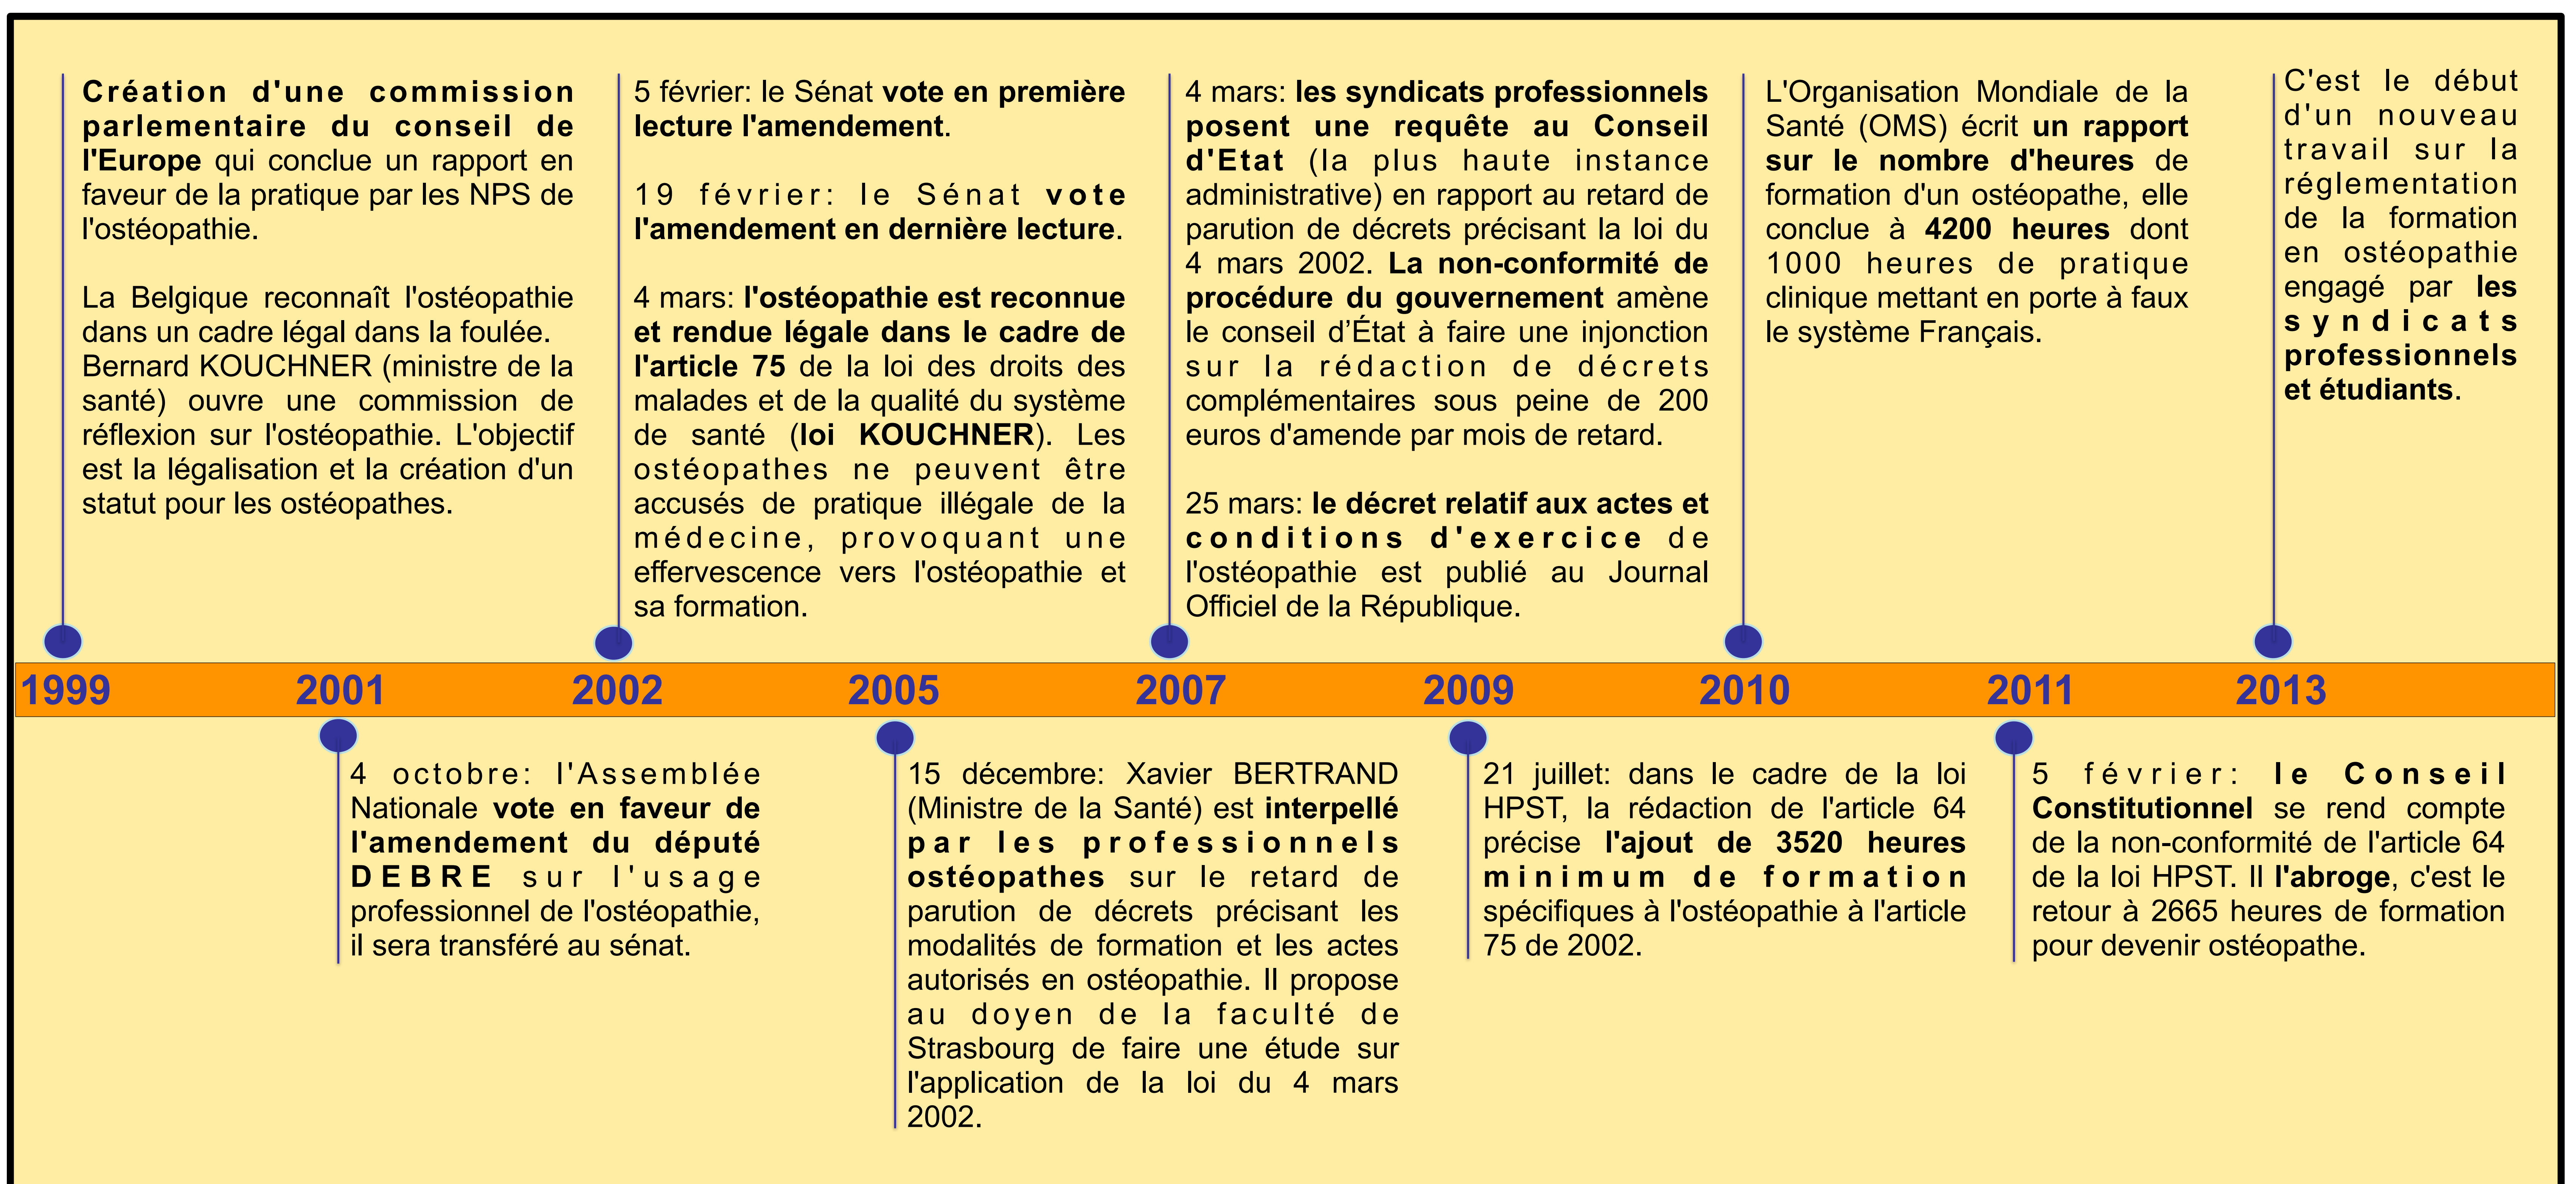 Création d'une commission
parlementaire du conseil de
l'Europe qui conclue un rapport en
faveur de la pratique par les NPS de
l'ostéopathie.
La Belgique reconnaît l'ostéopathie
dans un cadre légal dans la foulée.
Bernard KOUCHNER (ministre de la
santé) ouvre une commission de
réflexion sur l'ostéopathie. L'objectif
est la légalisation et la création d'un
statut pour les ostéopathes.
5 février: le Sénat vote en première
lecture l'amendement.
19 février: le Sénat vote
l'amendement en dernière lecture.
4 mars: l'ostéopathie est reconnue
et rendue légale dans le cadre de
l'article 75 de la loi des droits des
malades et de la qualité du système
de santé (loi KOUCHNER). Les
ostéopathes ne peuvent être
accusés de pratique illégale de la
médecine, provoquant une
effervescence vers l'ostéopathie et
sa formation.
4 mars: les syndicats professionnels
posent une requête au Conseil
d'Etat (la plus haute instance
administrative) en rapport au retard de
parution de décrets précisant la loi du
4 mars 2002. La non-conformité de
procédure du gouvernement amène
le conseil d’État à faire une injonction
sur la rédaction de décrets
complémentaires sous peine de 200
euros d'amende par mois de retard.
25 mars: le décret relatif aux actes et
conditions d'exercice de
l'ostéopathie est publié au Journal
Officiel de la République.
L'Organisation Mondiale de la
Santé (OMS) écrit un rapport
sur le nombre d'heures de
formation d'un ostéopathe, elle
conclue à 4200 heures dont
1000 heures de pratique
clinique mettant en porte à faux
le système Français.
C'est le début
d'un nouveau
travail sur la
réglementation
de la formation
en ostéopathie
engagé par les
syndicats
professionnels
et étudiants.
1999 2001 2002 2005 2007 2009 2010 2011 2013
4 octobre: l'Assemblée
Nationale vote en faveur de
l'amendement du député
DEBRE sur l'usage
professionnel de l'ostéopathie,
il sera transféré au sénat.
15 décembre: Xavier BERTRAND
(Ministre de la Santé) est interpellé
par les professionnels
ostéopathes sur le retard de
parution de décrets précisant les
modalités de formation et les actes
autorisés en ostéopathie. Il propose
au doyen de la faculté de
Strasbourg de faire une étude sur
l'application de la loi du 4 mars
2002.
21 juillet: dans le cadre de la loi
HPST, la rédaction de l'article 64
précise l'ajout de 3520 heures
minimum de formation
spécifiques à l'ostéopathie à l'article
75 de 2002.
5 février: le Conseil
Constitutionnel se rend compte
de la non-conformité de l'article 64
de la loi HPST. Il l'abroge, c'est le
retour à 2665 heures de formation
pour devenir ostéopathe.